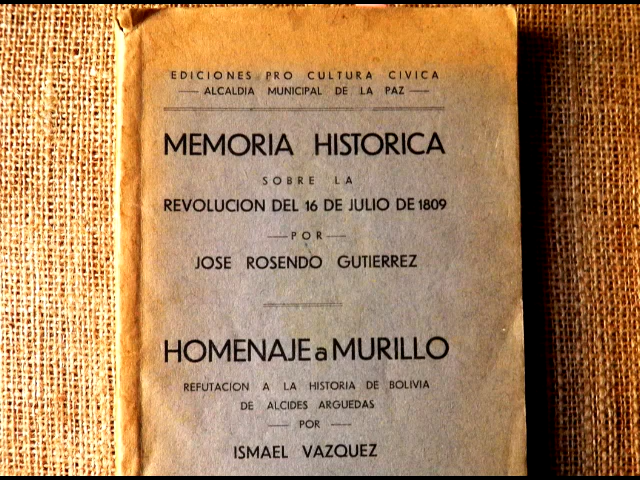 EDICIONES PRO CULTURA CIVICA
ALCALDIA MUNICIPAL DE LA PAZ
MEMORIA HISTORICA
SOBRE LA
REVOLUCION DEL 16 DE JULIO DE 1809
POR
JOSE ROSENDO GUTIERREZ
HOMENAJE a MURILLO
REFUTACION A LA HISTORIA DE BOLIVIA
DE ALCIDES ARGUEDAS
POR
ISMAEL VAZQUEZ